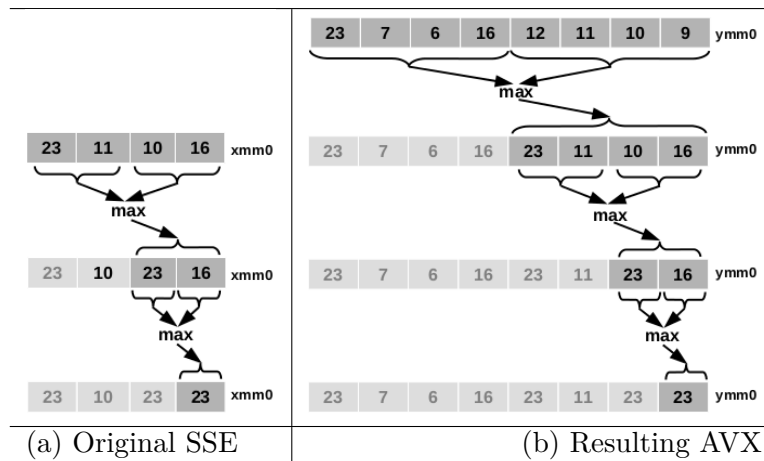 23 11 10 16 xmm0
max
23 10 23 16 xmm0
max
23 10 23 23 xmm0
(a) Original SSE
23 7 6 16 12 11 10 9 ymm0
max
23 7 6 16 23 11 10 16 ymm0
max
23 7 6 16 23 11 23 16 ymm0
max
23 7 6 16 23 11 23 23 ymm0
(b) Resulting AVX